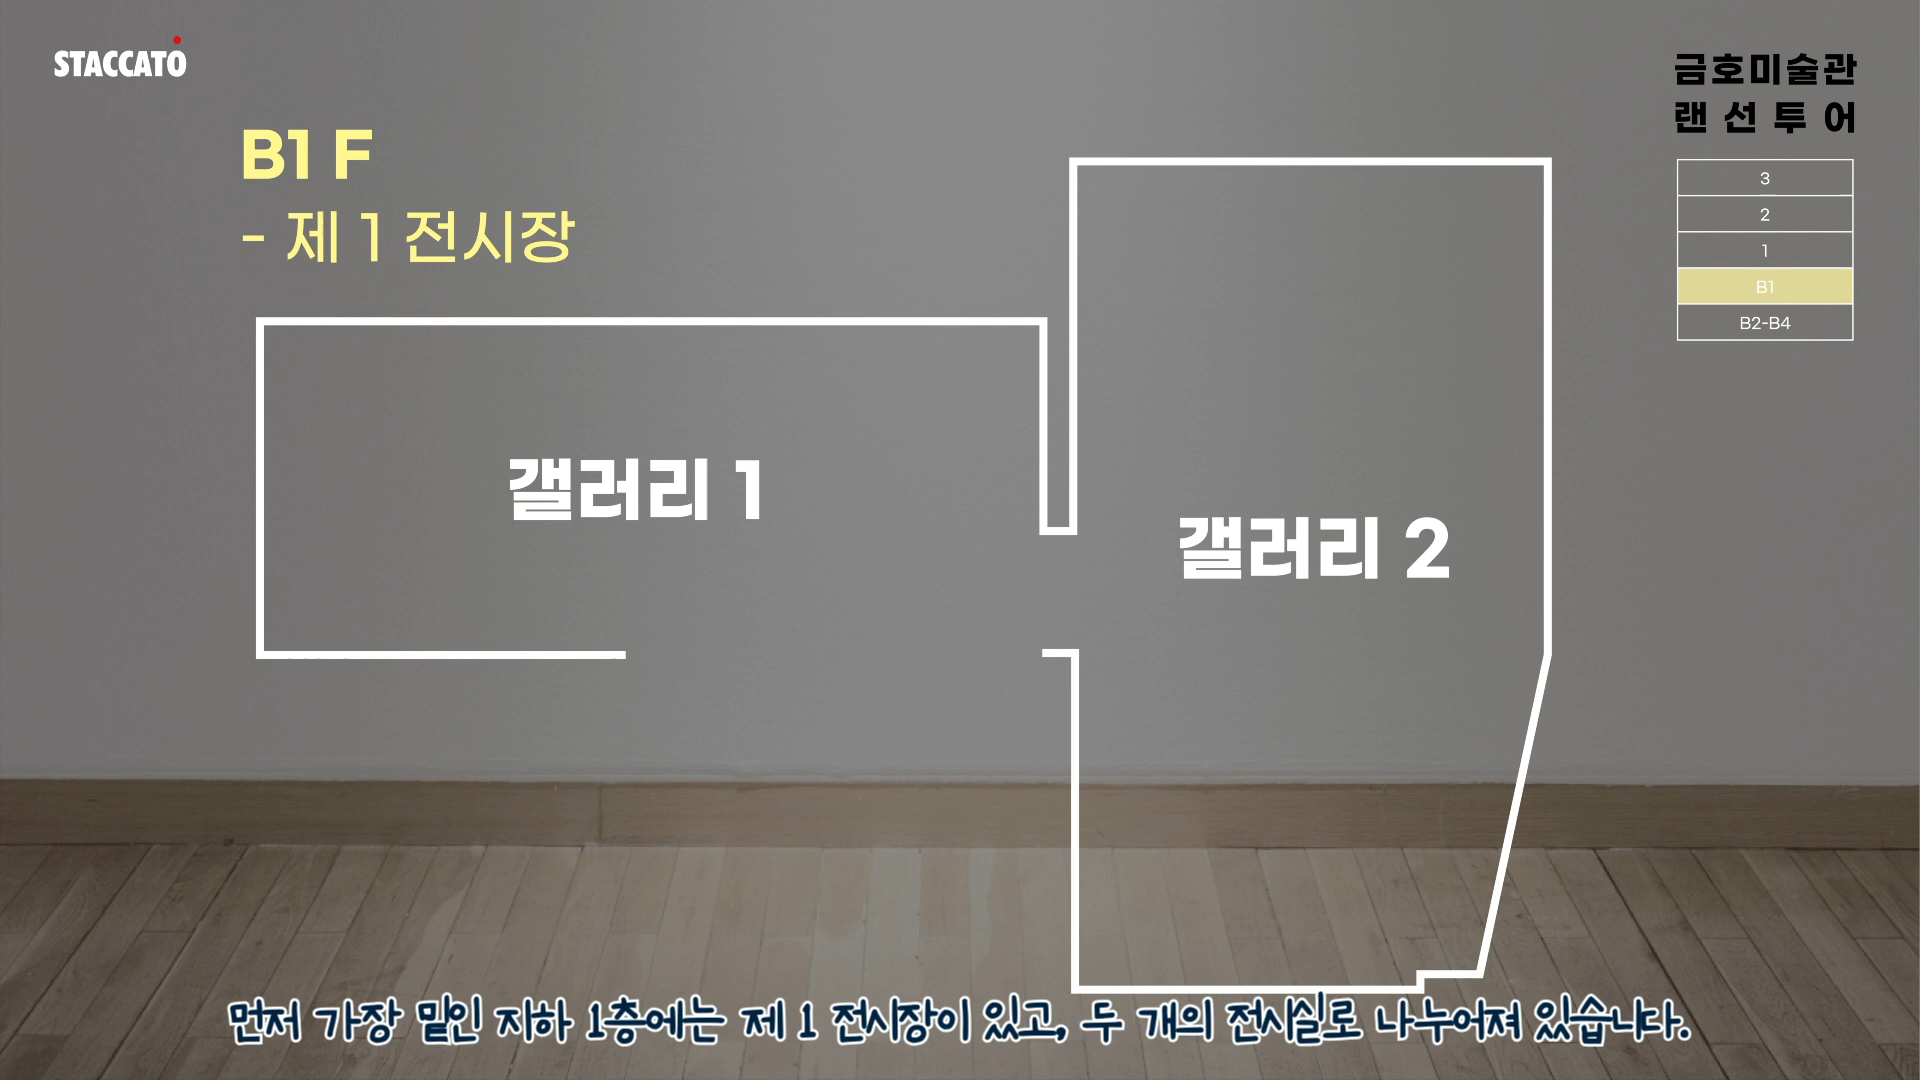 STACCATO
금호미술관
랜선투어
B1 F
- 제 1 전시장
3
2
1
B1
B2-B4
갤러리 1
갤러리 2
먼저 가장 밑인 지하 1층에는 제 1 전시장이 있고, 두 개의 전시실로 나누어져 있습니다.